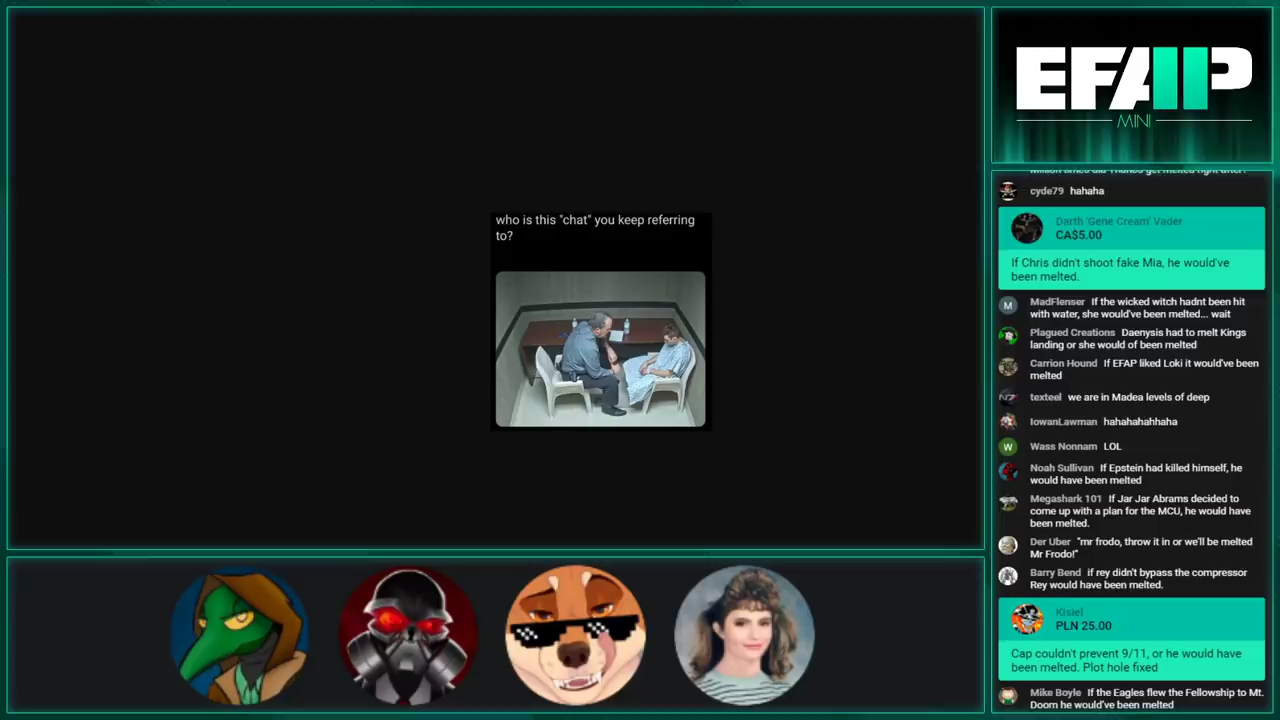 who is this "chat" you keep referring
to?
EFAP
MINI
million times did Thanos get melted right after?
cyde79 hahaha
Darth 'Gene Cream' Vader
CA$5.00
If Chris didn't shoot fake Mia, he would've
been melted.
M
MadFlenser If the wicked witch hadnt been hit
with water, she would've been melted... wait
Plagued Creations Daenysis had to melt Kings
landing or she would of been melted
Carrion Hound If EFAP liked Loki it would've been
melted
texteel we are in Madea levels of deep
IowanLawman hahahahahhaha
W
Wass Nonnam LOL
Noah Sullivan If Epstein had killed himself, he
would have been melted
Megashark 101 If Jar Jar Abrams decided to
come up with a plan for the MCU, he would have
been melted.
Der Uber "mr frodo, throw it in or we'll be melted
Mr Frodo!"
Barry Bend if rey didn't bypass the compressor
Rey would have been melted.
Kisiel
PLN 25.00
Cap couldn't prevent 9/11, or he would have
been melted. Plot hole fixed
Mike Boyle If the Eagles flew the Fellowship to Mt.
Doom he would've been melted